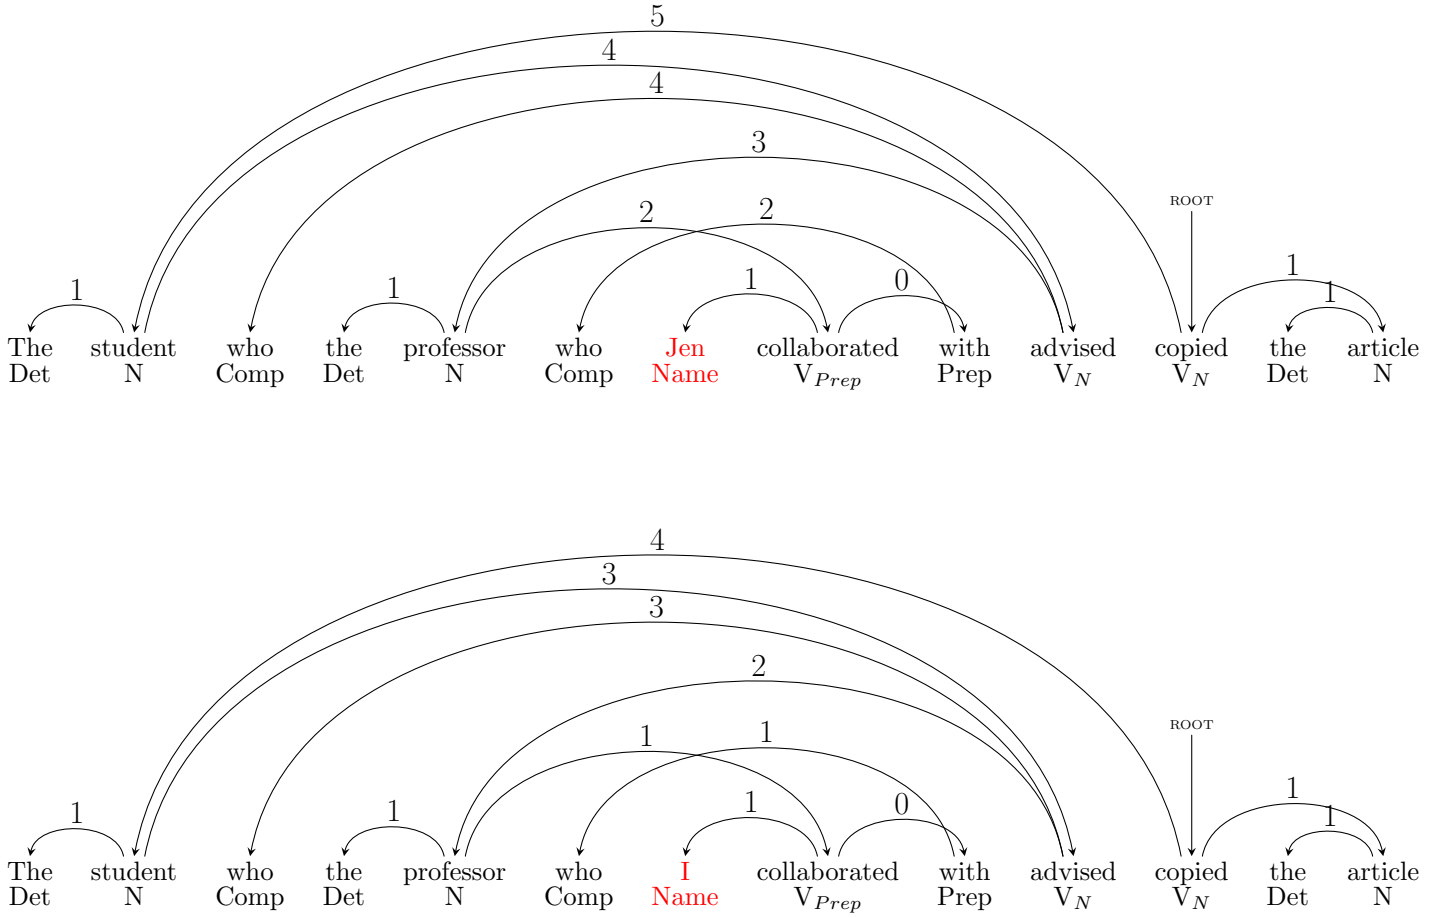 5
4
4
3
2 2
ROOT
1 1 1 0 1 1
The student who the professor who Jen collaborated with advised copied the article
Det N Comp Det N Comp Name V_Prep Prep V_N V_N Det N
4
3
3
2
1 1
ROOT
1 1 1 0 1 1
The student who the professor who I collaborated with advised copied the article
Det N Comp Det N Comp Name V_Prep Prep V_N V_N Det N